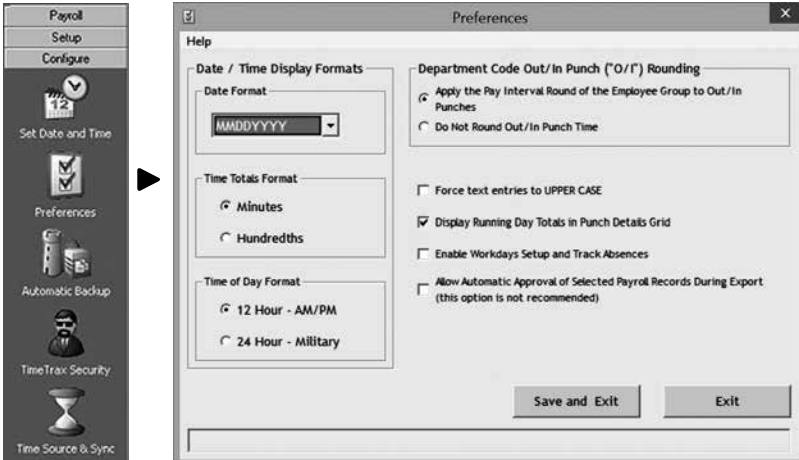 Payroll
Setup
Configure
12
Set Date and Time
Preferences
Automatic Backup
TimeTrax Security
Time Source & Sync
Preferences
X
Help
Date / Time Display Formats
Date Format
MMDDYYYY
Time Totals Format
Minutes
Hundredths
Time of Day Format
12 Hour - AM/PM
24 Hour - Military
Department Code Out/In Punch ("O/I") Rounding
Apply the Pay Interval Round of the Employee Group to Out/In
Punches
Do Not Round Out/In Punch Time
Force text entries to UPPER CASE
Display Running Day Totals in Punch Details Grid
Enable Workdays Setup and Track Absences
Allow Automatic Approval of Selected Payroll Records During Export
(this option is not recommended)
Save and Exit
Exit